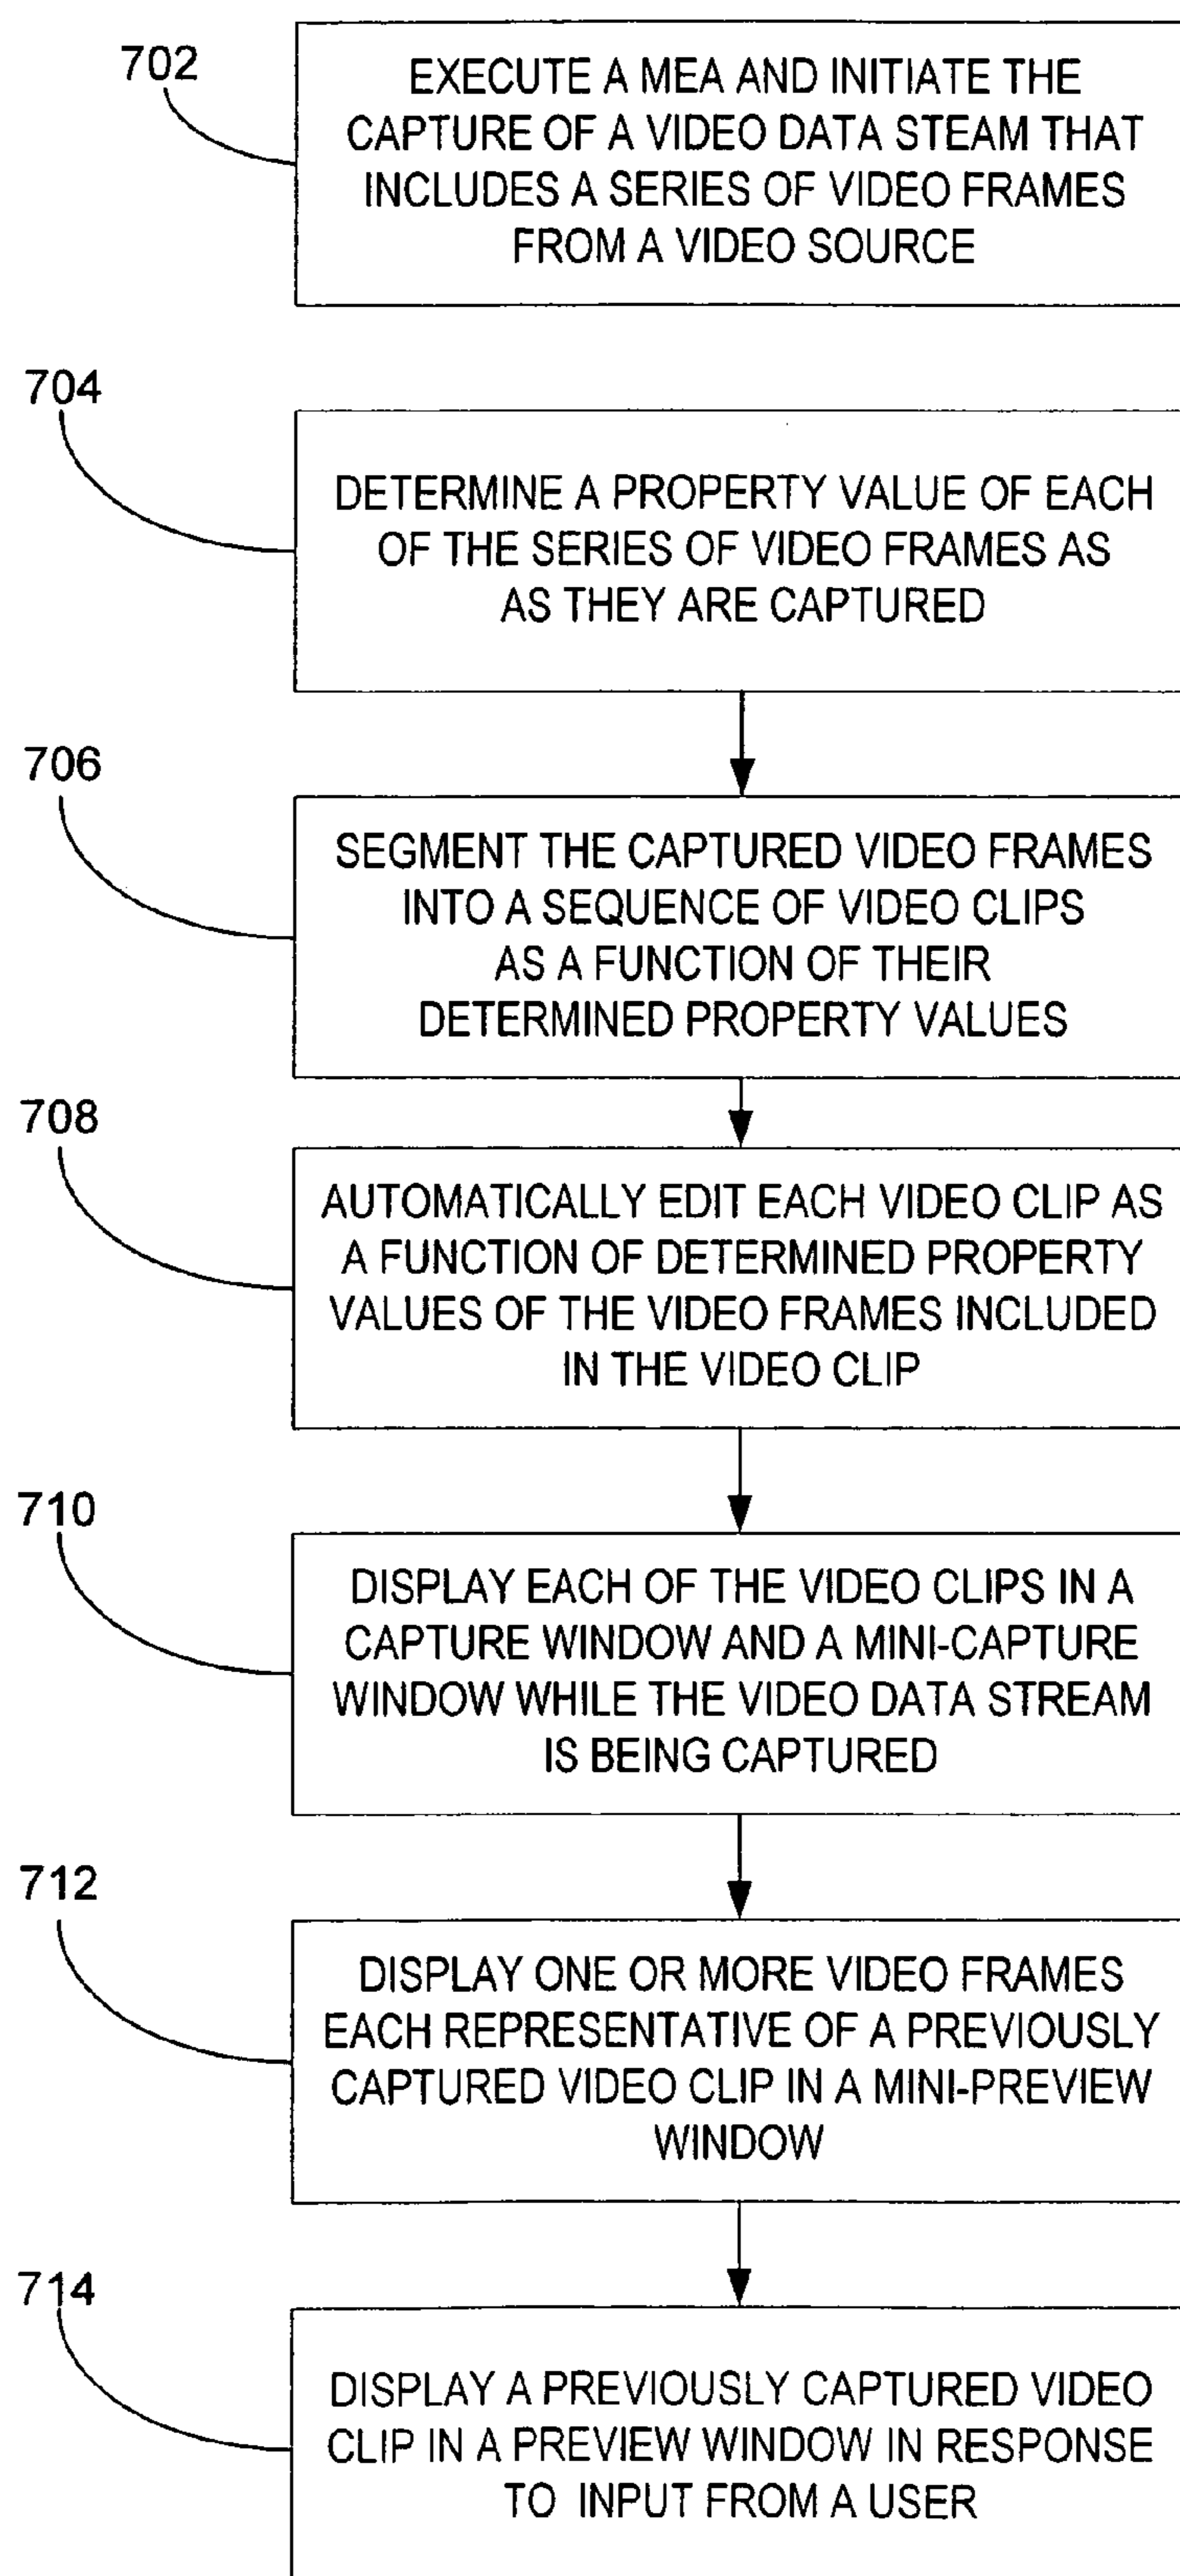 702
EXECUTE A MEA AND INITIATE THE
CAPTURE OF A VIDEO DATA STEAM THAT
INCLUDES A SERIES OF VIDEO FRAMES
FROM A VIDEO SOURCE
704
DETERMINE A PROPERTY VALUE OF EACH
OF THE SERIES OF VIDEO FRAMES AS
AS THEY ARE CAPTURED
706
SEGMENT THE CAPTURED VIDEO FRAMES
INTO A SEQUENCE OF VIDEO CLIPS
AS A FUNCTION OF THEIR
DETERMINED PROPERTY VALUES
708
AUTOMATICALLY EDIT EACH VIDEO CLIP AS
A FUNCTION OF DETERMINED PROPERTY
VALUES OF THE VIDEO FRAMES INCLUDED
IN THE VIDEO CLIP
710
DISPLAY EACH OF THE VIDEO CLIPS IN A
CAPTURE WINDOW AND A MINI-CAPTURE
WINDOW WHILE THE VIDEO DATA STREAM
IS BEING CAPTURED
712
DISPLAY ONE OR MORE VIDEO FRAMES
EACH REPRESENTATIVE OF A PREVIOUSLY
CAPTURED VIDEO CLIP IN A MINI-PREVIEW
WINDOW
714
DISPLAY A PREVIOUSLY CAPTURED VIDEO
CLIP IN A PREVIEW WINDOW IN RESPONSE
TO INPUT FROM A USER